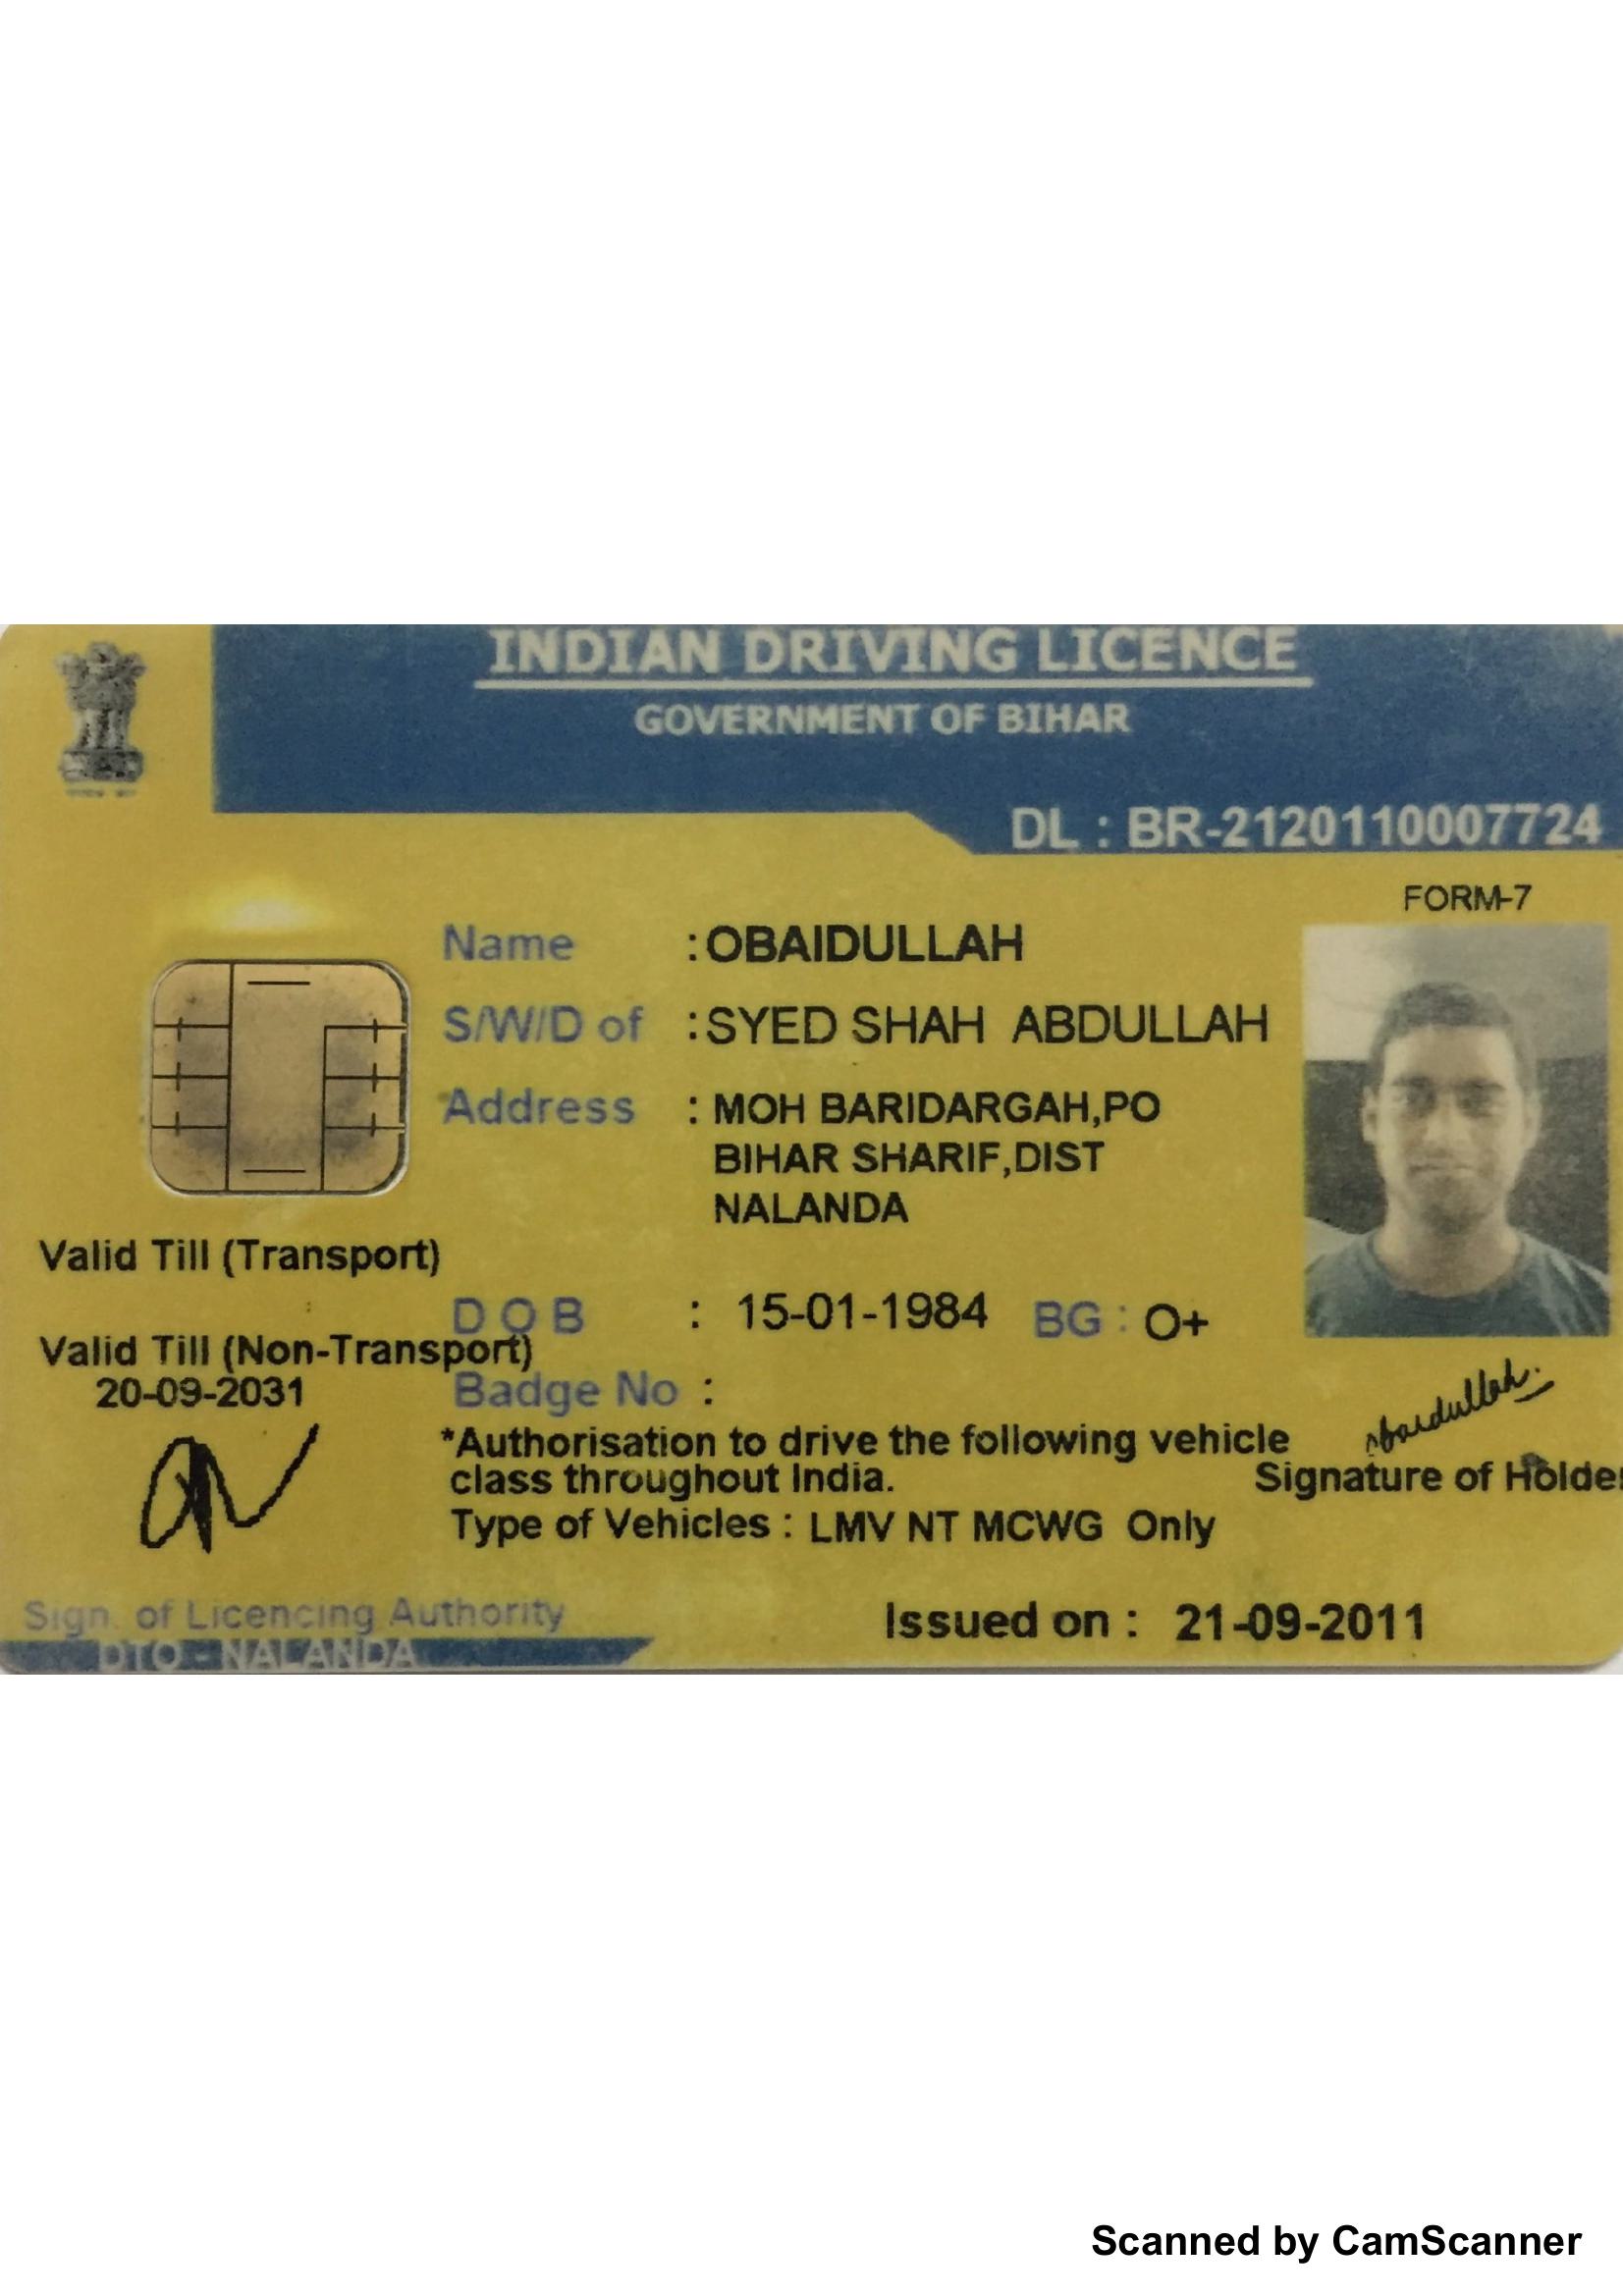 INDIAN DRIVING LICENCE
GOVERNMENT OF BIHAR
DL : BR-2120110007724
FORM-7
Name : OBAIDULLAH
S/W/D of : SYED SHAH ABDULLAH
Address : MOH BARIDARGAH,PO
BIHAR SHARIF,DIST
NALANDA
Valid Till (Transport)
D O B : 15-01-1984 BG : O+
Valid Till (Non-Transport)
20-09-2031
Badge No :
Obaidullah.
*Authorisation to drive the following vehicle
class throughout India.
Signature of Holder
Type of Vehicles : LMV NT MCWG Only
Sign. of Licencing Authority
Issued on : 21-09-2011
DTO - NALANDA
Scanned by CamScanner